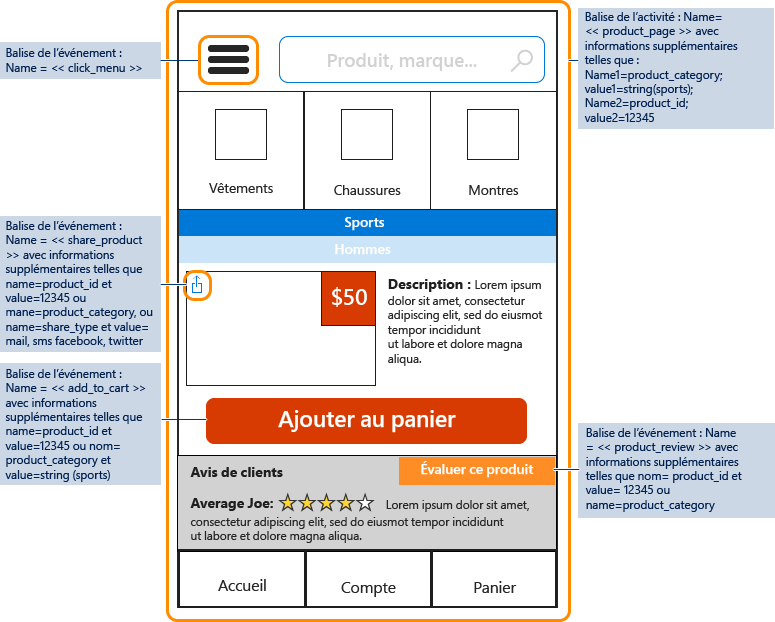 Balise de l'événement :
Name = << click_menu >>
Produit, marque...
Balise de l'activité : Name=
<< product_page >> avec
informations supplémentaires
telles que :
Name1=product_category;
value1=string(sports);
Name2=product_id;
value2=12345
Vêtements
Chaussures
Montres
Sports
Hommes
Balise de l'événement :
Name = << share_product
>> avec informations
supplémentaires telles que
name=product_id et
value=12345 ou
mane=product_category, ou
name=share_type et value=
mail, sms facebook, twitter
$50
Description : Lorem ipsum
dolor sit amet, consectetur
adipiscing elit, sed do eiusmot
tempor incididunt
ut labore et dolore magna
aliqua.
Balise de l'événement :
Name = << add_to_cart >>
avec informations
supplémentaires telles que
name=product_id et
value=12345 ou nom=
product_category et
value=string (sports)
Ajouter au panier
Balise de l'événement : Name
= << product_review >> avec
informations supplémentaires
telles que nom= product_id et
value= 12345 ou
name=product_category
Avis de clients
Évaluer ce produit
Average Joe: Lorem ipsum dolor sit amet,
consectetur adipiscing elit, sed do eiusmot tempor incididunt
ut labore et dolore magna aliqua.
Accueil
Compte
Panier